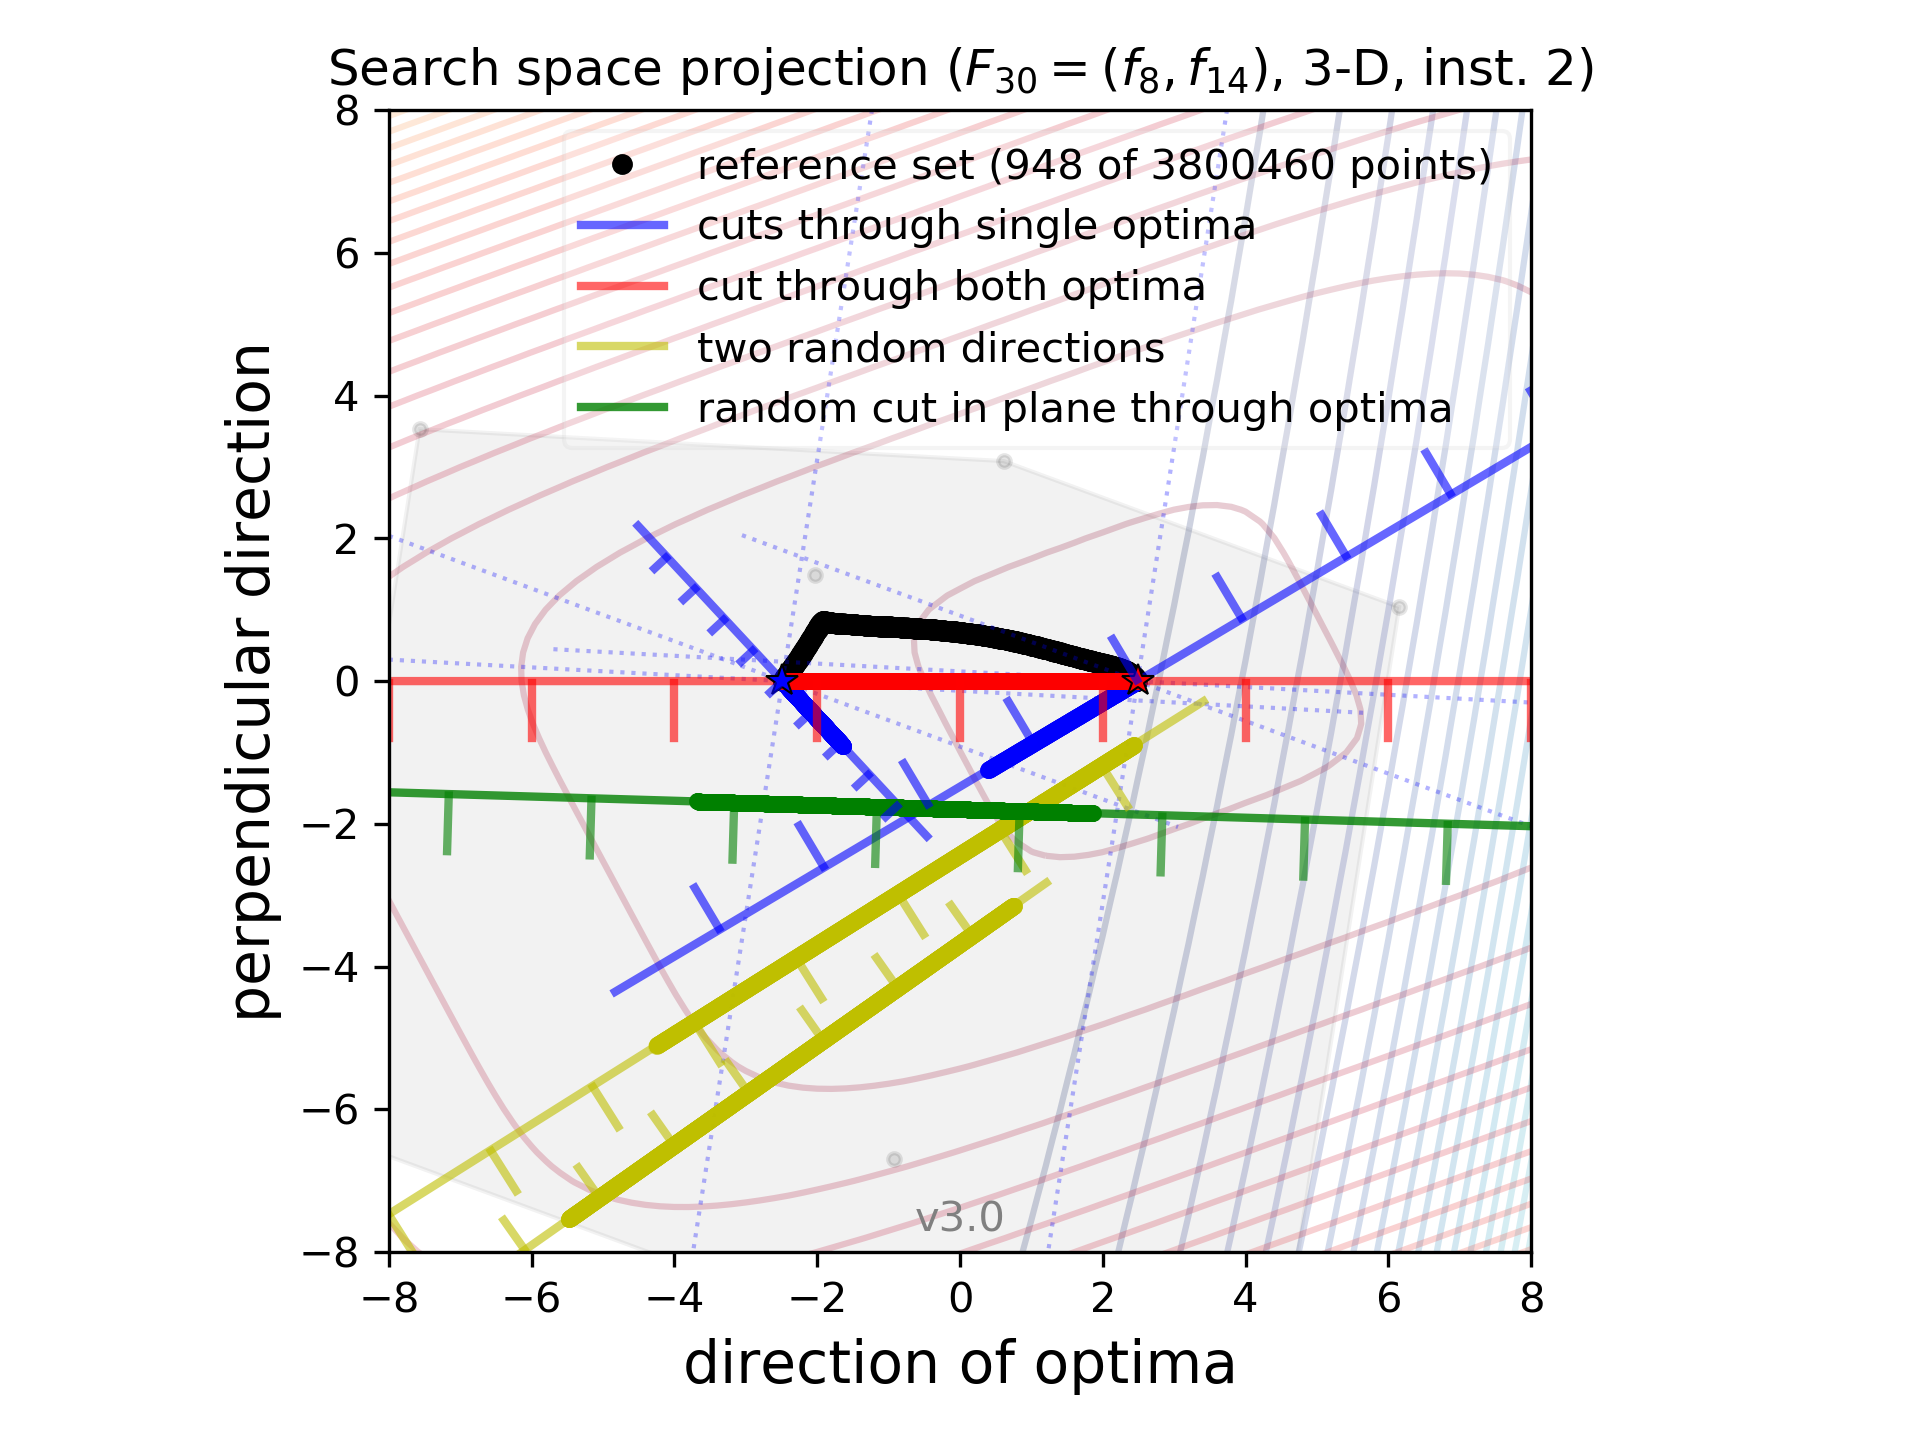 Search space projection (F30 = (f8, f14), 3-D, inst. 2)
reference set (948 of 3800460 points)
cuts through single optima
cut through both optima
two random directions
random cut in plane through optima
8
6
4
2
0
−2
−4
−6
−8
perpendicular direction
v3.0
−8 −6 −4 −2 0 2 4 6 8
direction of optima